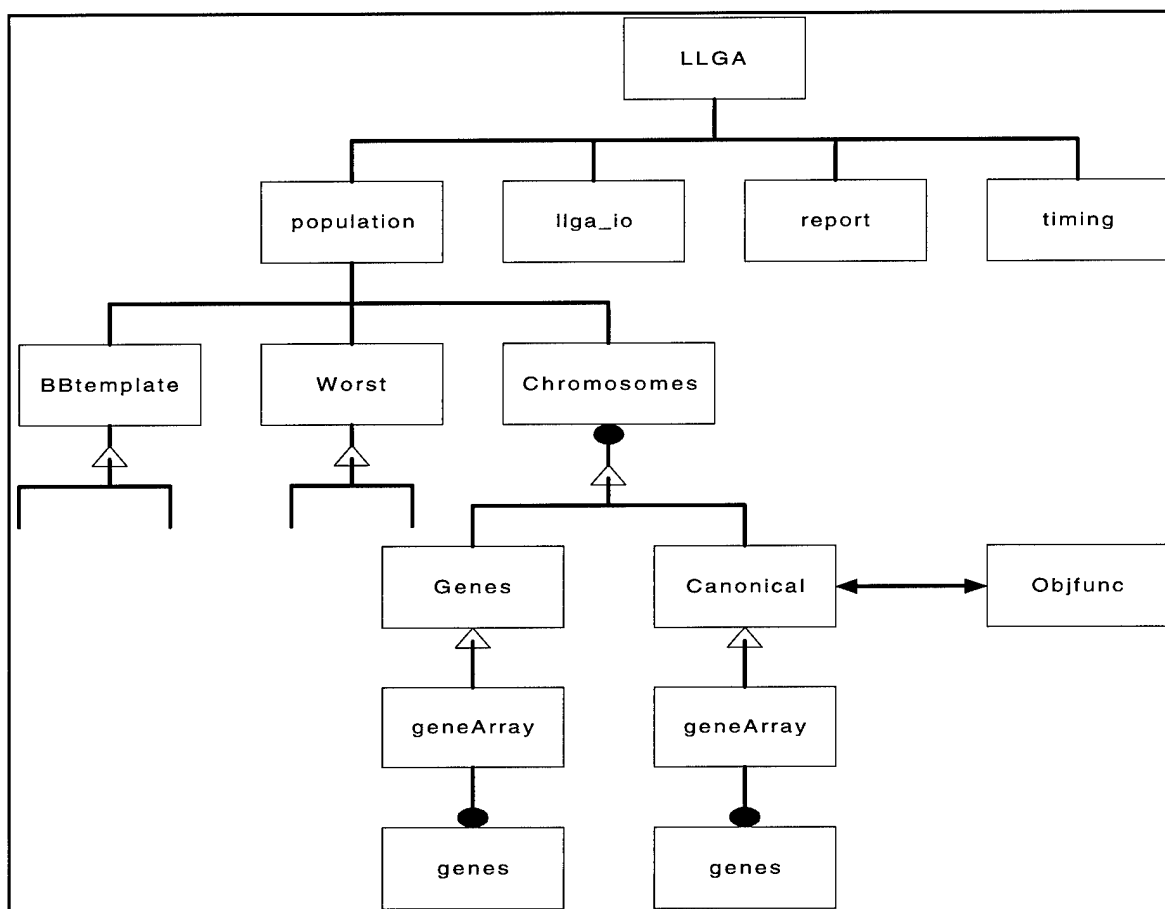 LLGA
population
llga_io
report
timing
BBtemplate
Worst
Chromosomes
Genes
Canonical
Objfunc
geneArray
geneArray
genes
genes